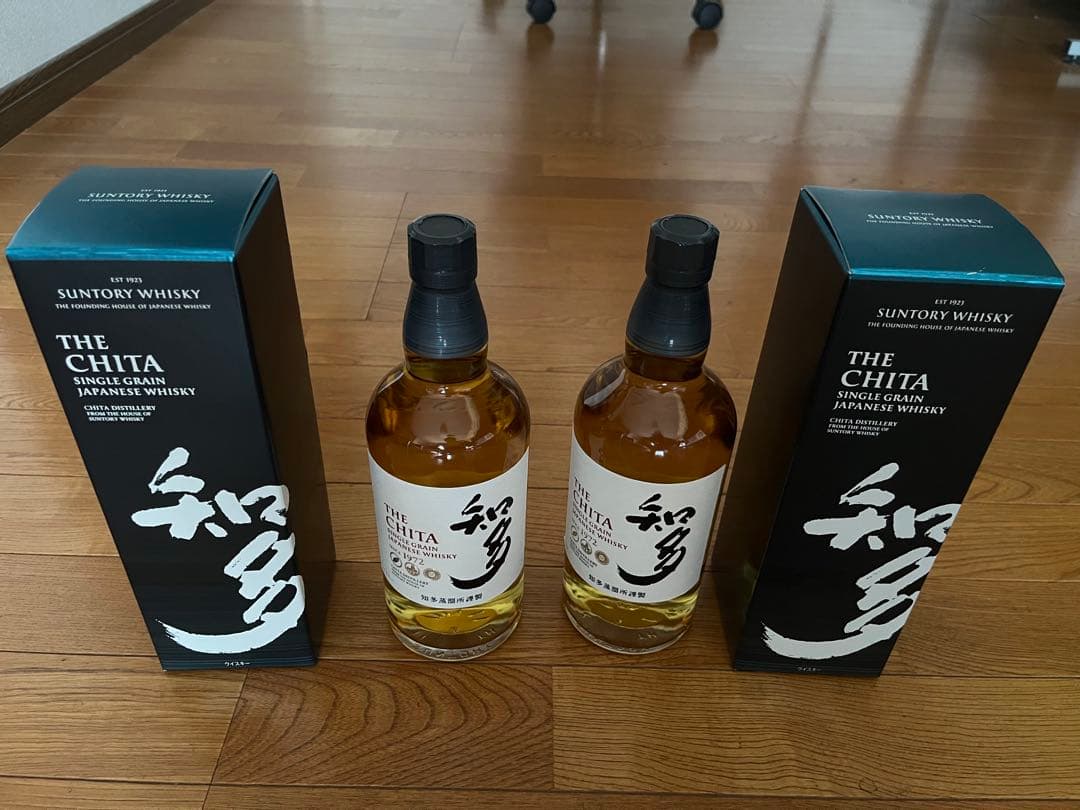 EST 1923
SUNTORY WHISKY
THE FOUNDING HOUSE OF JAPANESE WHISKY
EST 1923
SUNTORY WHISKY
THE FOUNDING HOUSE OF JAPANESE WHISKY
THE
CHITA
SINGLE GRAIN
JAPANESE WHISKY
CHITA DISTILLERY
FROM THE HOUSE OF
SUNTORY WHISKY
知多
ウイスキー
THE
CHITA
SINGLE GRAIN
JAPANESE WHISKY
1972
知多
知多蒸溜所謹製
THE
CHITA
SINGLE GRAIN
JAPANESE WHISKY
1972
知多
知多蒸溜所謹製
EST 1923
SUNTORY WHISKY
THE FOUNDING HOUSE OF JAPANESE WHISKY
EST 1923
SUNTORY WHISKY
THE FOUNDING HOUSE OF JAPANESE WHISKY
THE
CHITA
SINGLE GRAIN
JAPANESE WHISKY
CHITA DISTILLERY
FROM THE HOUSE OF
SUNTORY WHISKY
知多
ウイスキー